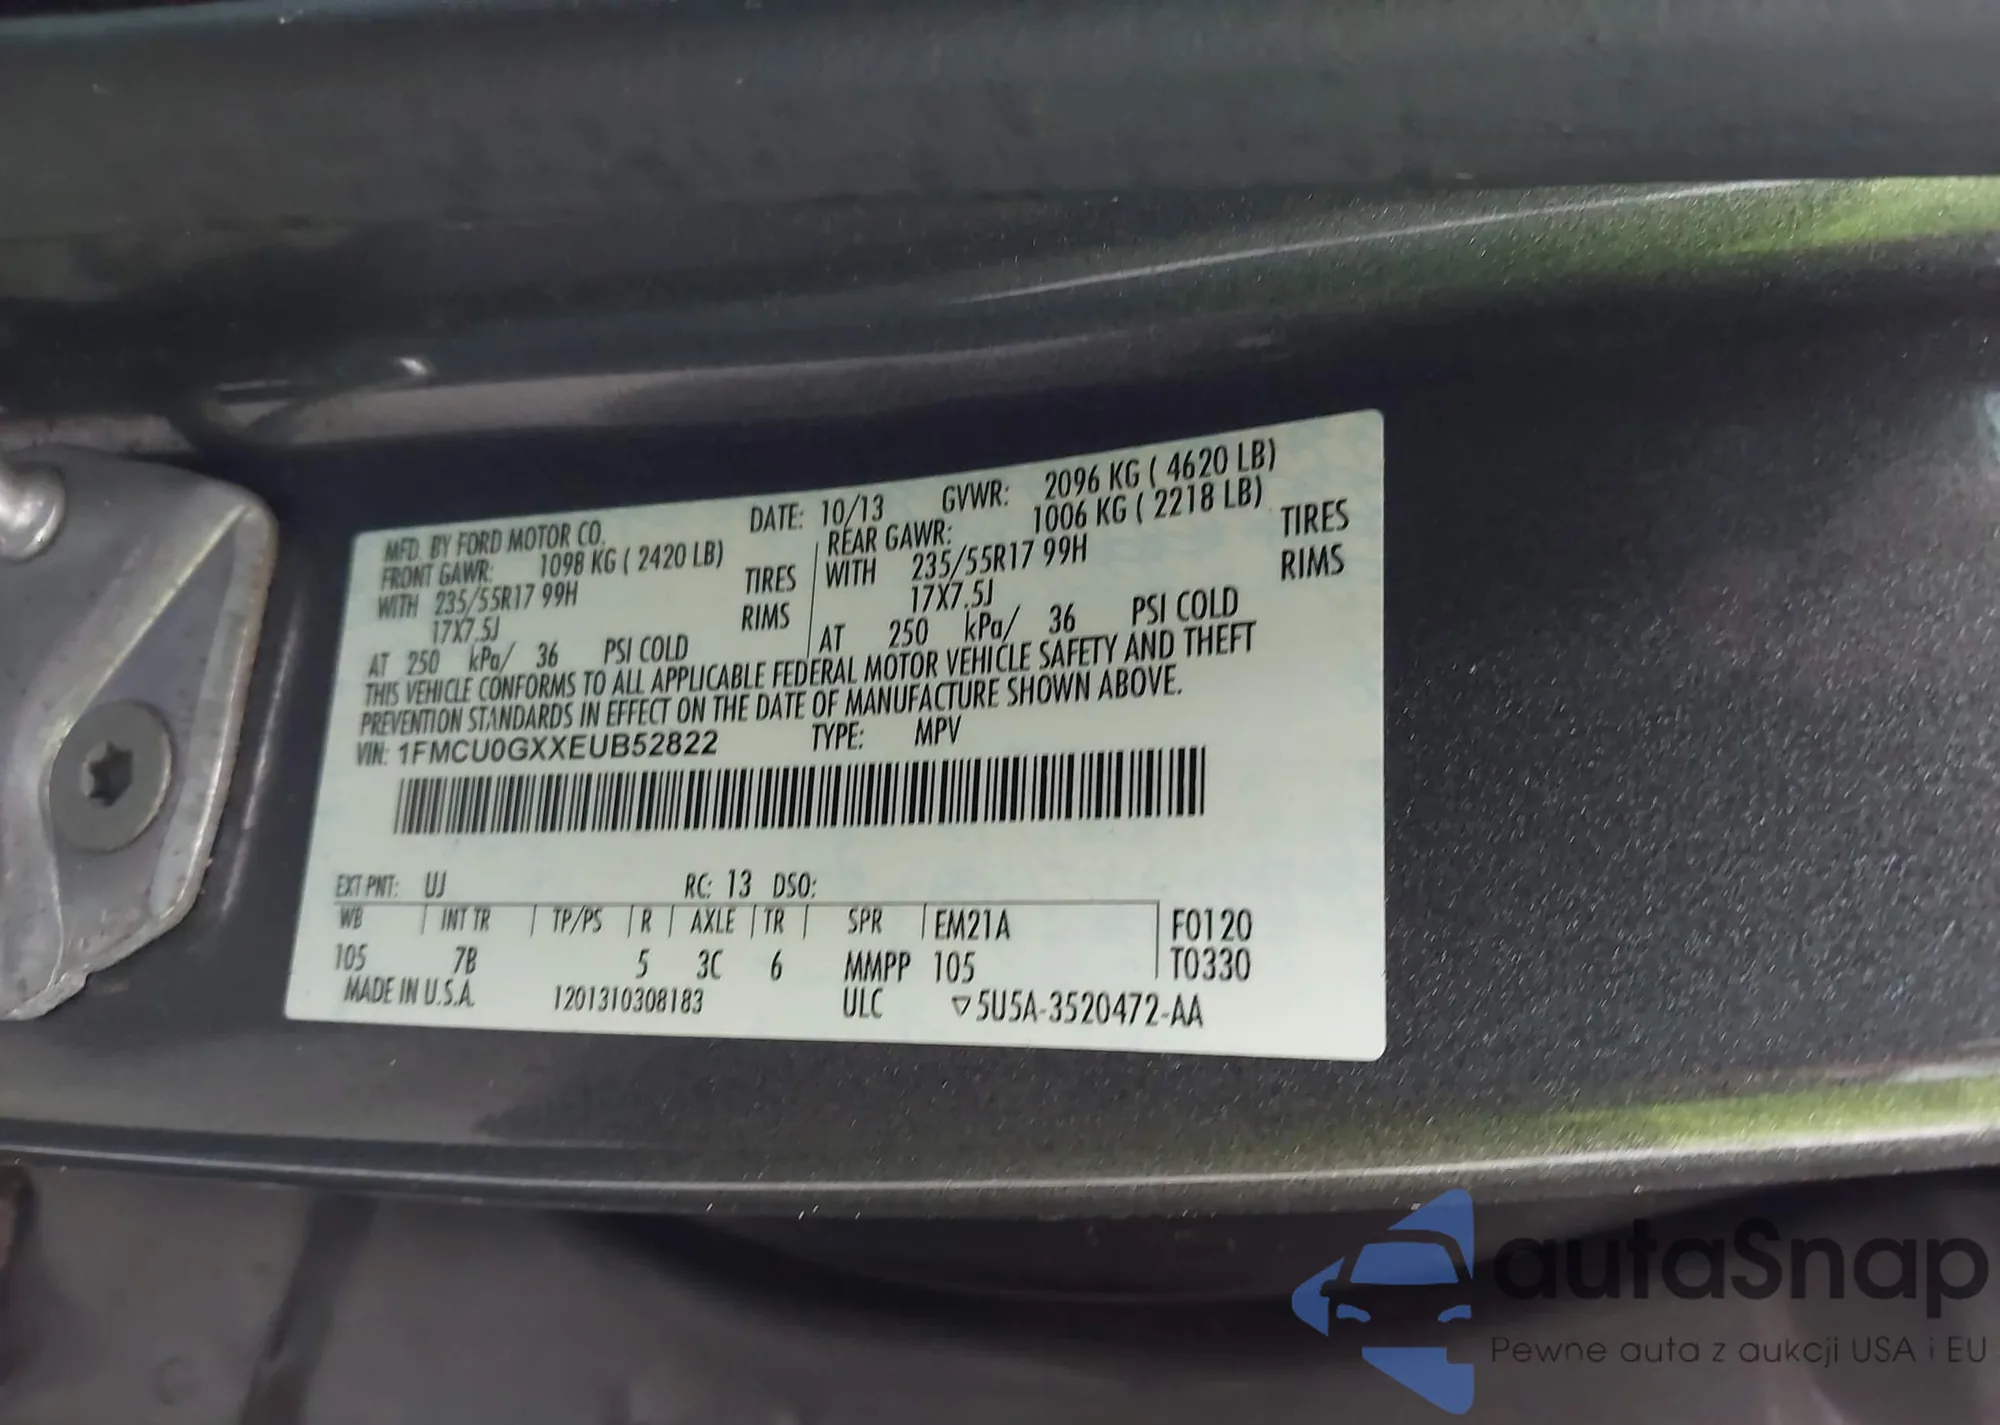 MFD. BY FORD MOTOR CO. DATE: 10/13 GVWR: 2096 KG ( 4620 LB)
FRONT GAWR: 1098 KG ( 2420 LB) REAR GAWR: 1006 KG ( 2218 LB)
WITH 235/55R17 99H TIRES WITH 235/55R17 99H TIRES
17X7.5J RIMS 17X7.5J RIMS
AT 250 kPa/ 36 PSI COLD AT 250 kPa/ 36 PSI COLD
THIS VEHICLE CONFORMS TO ALL APPLICABLE FEDERAL MOTOR VEHICLE SAFETY AND THEFT
PREVENTION STANDARDS IN EFFECT ON THE DATE OF MANUFACTURE SHOWN ABOVE.
VIN: 1FMCU0GXXEUB52822 TYPE: MPV
EXT PNT: UJ RC: 13 DSO:
WB INT TR TP/PS R AXLE TR SPR EM21A F0120
105 7B 5 3C 6 MMPP 105 T0330
MADE IN U.S.A. 1201310308183 ULC ▽5U5A-3520472-AA
autaSnap
Pewne auta z aukcji USA i EU